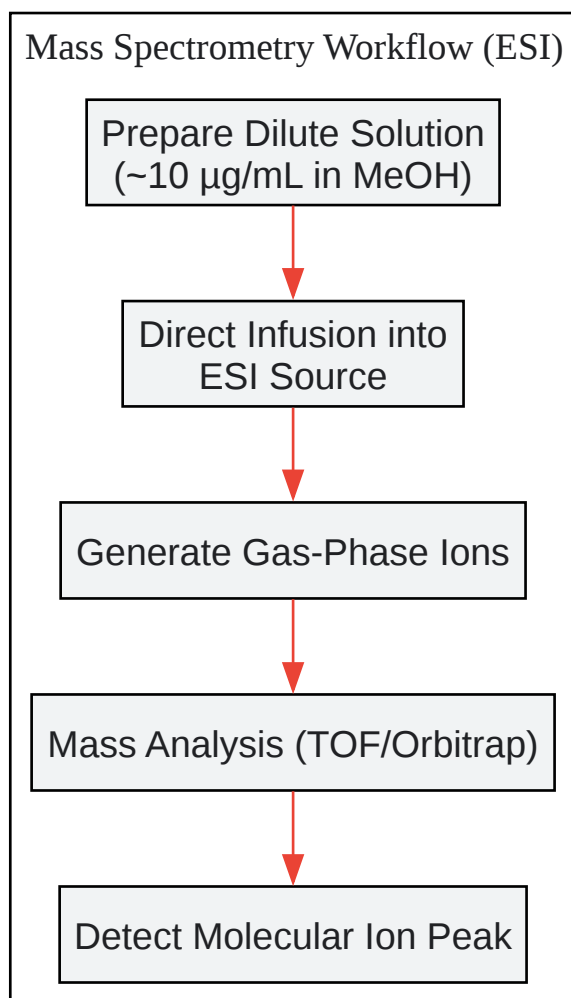 Mass Spectrometry Workflow (ESI)
Prepare Dilute Solution
(~10 µg/mL in MeOH)
Direct Infusion into
ESI Source
Generate Gas-Phase Ions
Mass Analysis (TOF/Orbitrap)
Detect Molecular Ion Peak